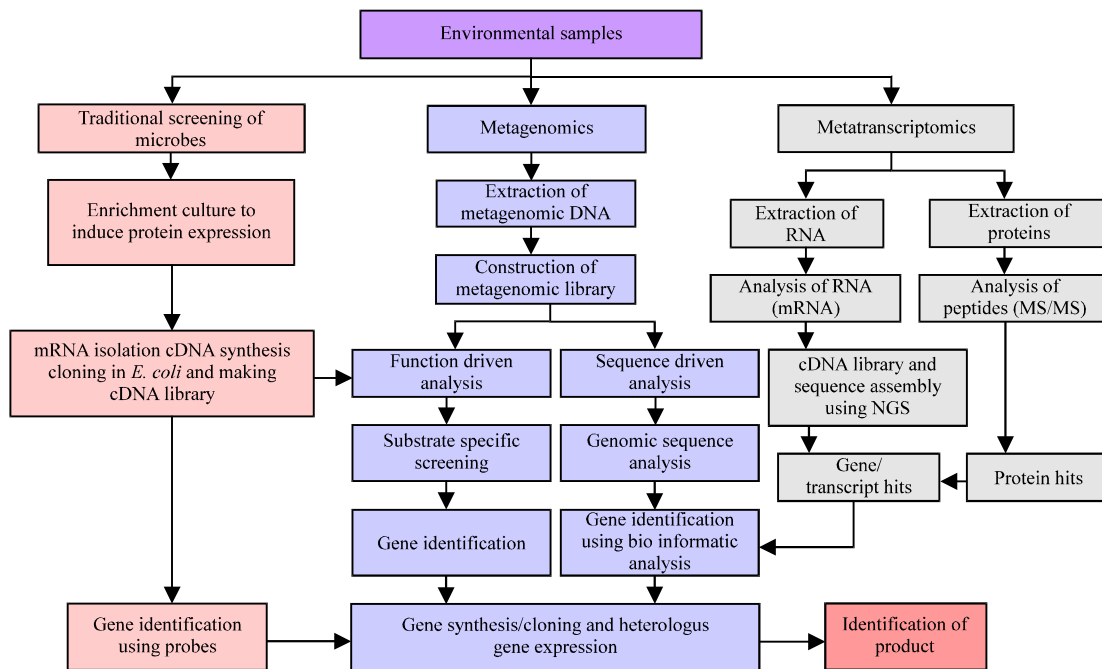 Environmental samples
Traditional screening of
microbes
Metagenomics
Metatranscriptomics
Enrichment culture to
induce protein expression
Extraction of
metagenomic DNA
Extraction of
RNA
Extraction of
proteins
Construction of
metagenomic library
Analysis of RNA
(mRNA)
Analysis of
peptides (MS/MS)
mRNA isolation cDNA synthesis
cloning in E. coli and making
cDNA library
Function driven
analysis
Sequence driven
analysis
cDNA library and
sequence assembly
using NGS
Substrate specific
screening
Genomic sequence
analysis
Gene/
transcript hits
Protein hits
Gene identification
Gene identification
using bio informatic
analysis
Gene identification
using probes
Gene synthesis/cloning and heterologus
gene expression
Identification of
product